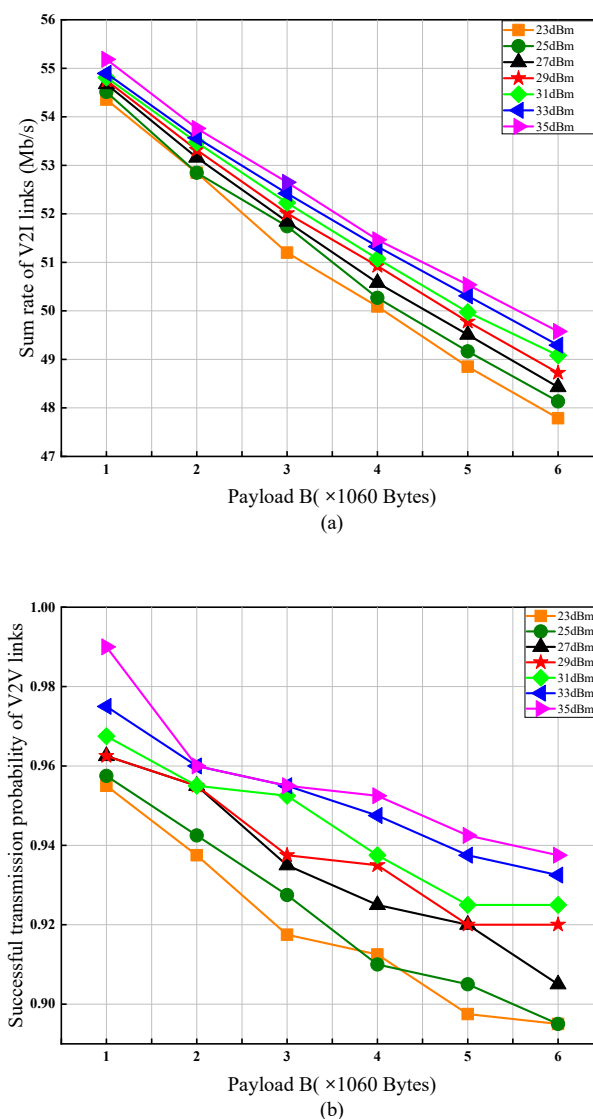 56
55
54
53
52
51
50
49
48
47
Sum rate of V2I links (Mb/s)
23dBm
25dBm
27dBm
29dBm
31dBm
33dBm
35dBm
1 2 3 4 5 6
Payload B( ×1060 Bytes)
(a)
1.00
0.98
0.96
0.94
0.92
0.90
Successful transmission probability of V2V links
23dBm
25dBm
27dBm
29dBm
31dBm
33dBm
35dBm
1 2 3 4 5 6
Payload B( ×1060 Bytes)
(b)